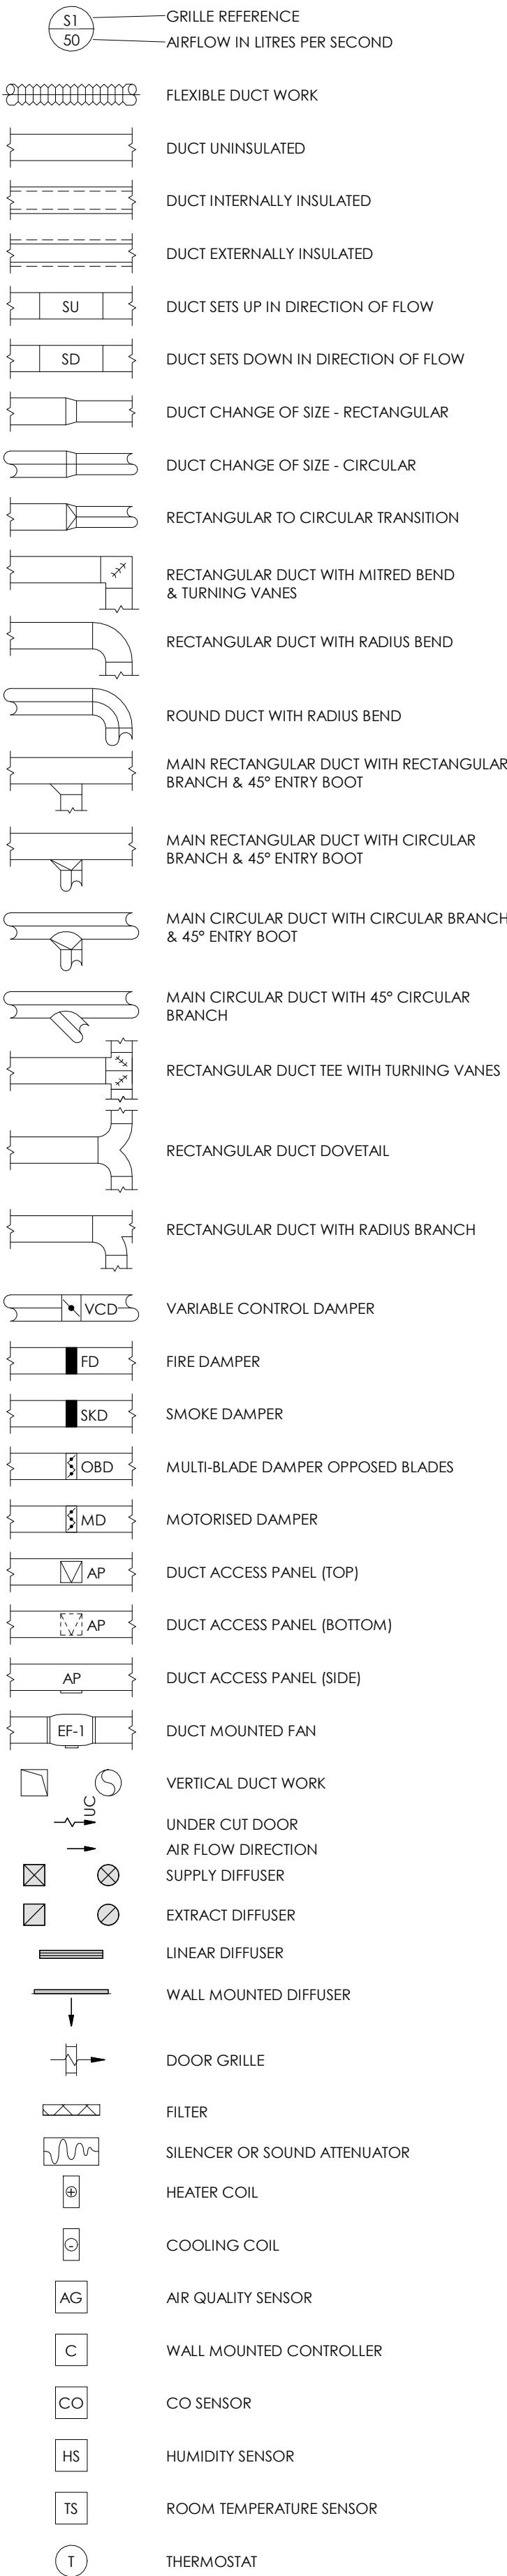 S1 GRILLE REFERENCE
50 AIRFLOW IN LITRES PER SECOND
FLEXIBLE DUCT WORK
DUCT UNINSULATED
DUCT INTERNALLY INSULATED
DUCT EXTERNALLY INSULATED
SU DUCT SETS UP IN DIRECTION OF FLOW
SD DUCT SETS DOWN IN DIRECTION OF FLOW
DUCT CHANGE OF SIZE - RECTANGULAR
DUCT CHANGE OF SIZE - CIRCULAR
RECTANGULAR TO CIRCULAR TRANSITION
RECTANGULAR DUCT WITH MITRED BEND
& TURNING VANES
RECTANGULAR DUCT WITH RADIUS BEND
ROUND DUCT WITH RADIUS BEND
MAIN RECTANGULAR DUCT WITH RECTANGULAR
BRANCH & 45° ENTRY BOOT
MAIN RECTANGULAR DUCT WITH CIRCULAR
BRANCH & 45° ENTRY BOOT
MAIN CIRCULAR DUCT WITH CIRCULAR BRANCH
& 45° ENTRY BOOT
MAIN CIRCULAR DUCT WITH 45° CIRCULAR
BRANCH
RECTANGULAR DUCT TEE WITH TURNING VANES
RECTANGULAR DUCT DOVETAIL
RECTANGULAR DUCT WITH RADIUS BRANCH
VCD VARIABLE CONTROL DAMPER
FD FIRE DAMPER
SKD SMOKE DAMPER
OBD MULTI-BLADE DAMPER OPPOSED BLADES
MD MOTORISED DAMPER
AP DUCT ACCESS PANEL (TOP)
AP DUCT ACCESS PANEL (BOTTOM)
AP DUCT ACCESS PANEL (SIDE)
EF-1 DUCT MOUNTED FAN
VERTICAL DUCT WORK
UC UNDER CUT DOOR
AIR FLOW DIRECTION
SUPPLY DIFFUSER
EXTRACT DIFFUSER
LINEAR DIFFUSER
WALL MOUNTED DIFFUSER
DOOR GRILLE
FILTER
SILENCER OR SOUND ATTENUATOR
HEATER COIL
COOLING COIL
AG AIR QUALITY SENSOR
C WALL MOUNTED CONTROLLER
CO CO SENSOR
HS HUMIDITY SENSOR
TS ROOM TEMPERATURE SENSOR
T THERMOSTAT